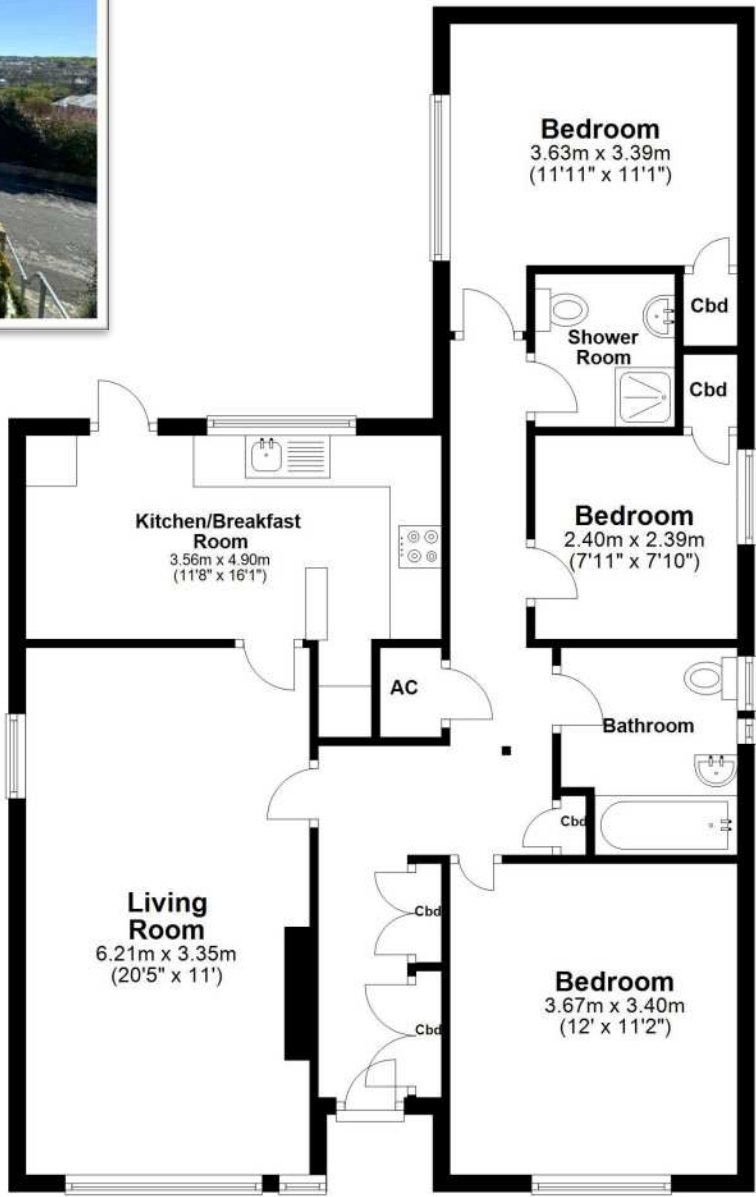 Bedroom
3.63m x 3.39m
(11'11" x 11'1")
Cbd
Shower
Room
Cbd
Kitchen/Breakfast
Room
3.56m x 4.90m
(11'8" x 16'1")
Bedroom
2.40m x 2.39m
(7'11" x 7'10")
AC
Bathroom
Cbd
Living
Room
6.21m x 3.35m
(20'5" x 11')
Cbd
Bedroom
3.67m x 3.40m
(12' x 11'2")
Cbd